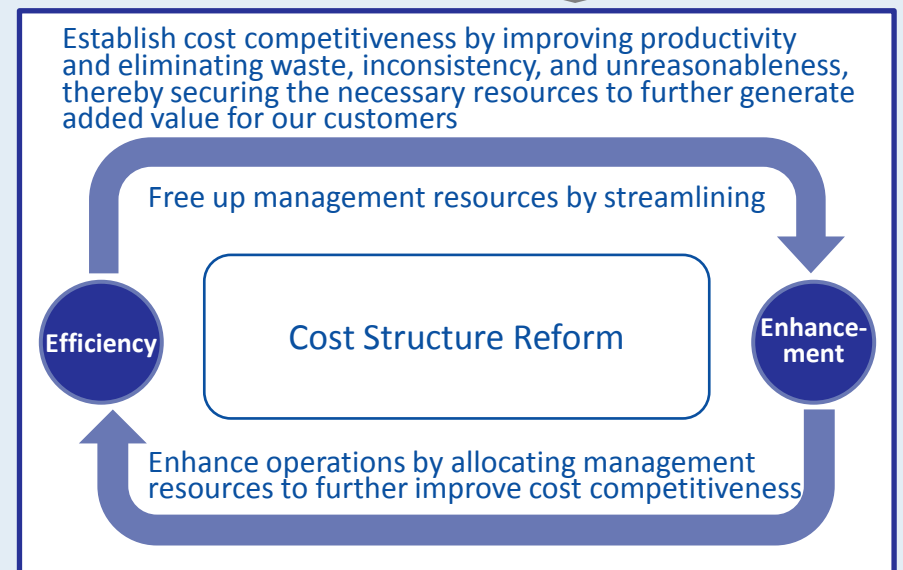 Establish cost competitiveness by improving productivity
and eliminating waste, inconsistency, and unreasonableness,
thereby securing the necessary resources to further generate
added value for our customers
Free up management resources by streamlining
Efficiency
Cost Structure Reform
Enhance-
ment
Enhance operations by allocating management
resources to further improve cost competitiveness